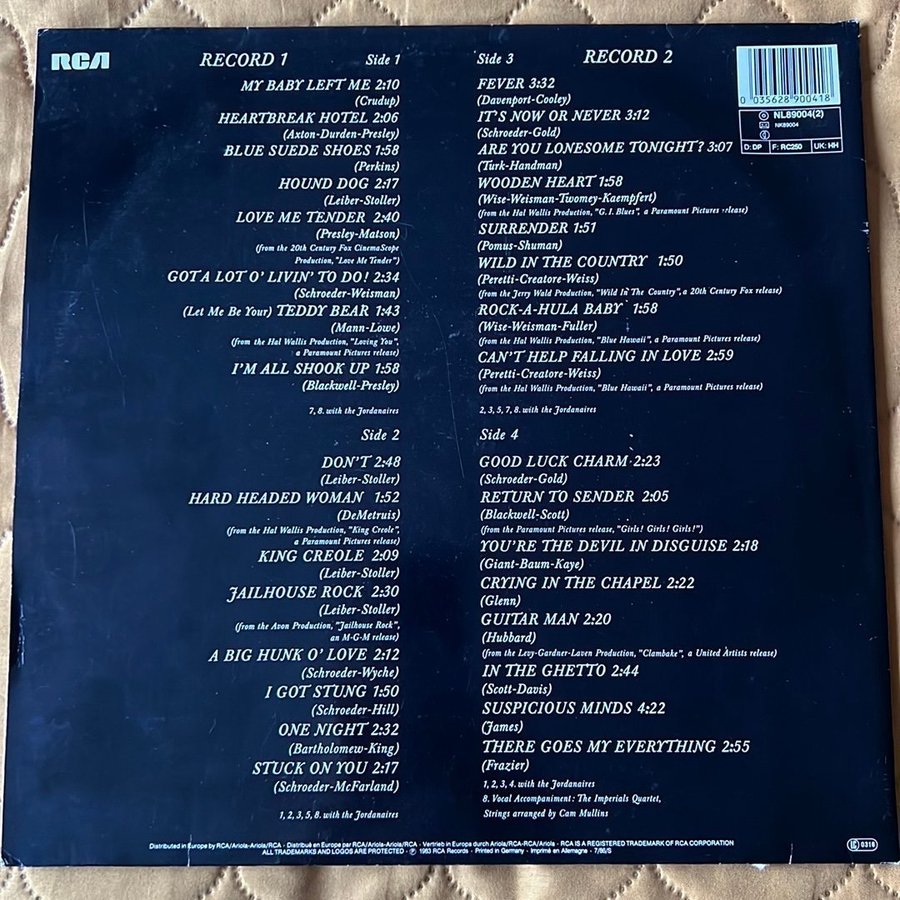 RCA
RECORD 1 Side 1
MY BABY LEFT ME 2:10
(Crudup)
HEARTBREAK HOTEL 2:06
(Axton-Durden-Presley)
BLUE SUEDE SHOES 1:58
(Perkins)
HOUND DOG 2:17
(Leiber-Stoller)
LOVE ME TENDER 2:40
(Presley-Matson)
(from the 20th Century Fox CinemaScope
Production, "Love Me Tender")
GOT A LOT O' LIVIN' TO DO! 2:34
(Schroeder-Weisman)
(Let Me Be Your) TEDDY BEAR 1:43
(Mann-Lowe)
(from the Hal Wallis Production, "Loving You",
a Paramount Pictures release)
I'M ALL SHOOK UP 1:58
(Blackwell-Presley)
7, 8. with the Jordanaires
Side 2
DON'T 2:48
(Leiber-Stoller)
HARD HEADED WOMAN 1:52
(DeMetruis)
(from the Hal Wallis Production, "King Creole",
a Paramount Pictures release)
KING CREOLE 2:09
(Leiber-Stoller)
JAILHOUSE ROCK 2:30
(Leiber-Stoller)
(from the Avon Production, "Jailhouse Rock",
an M-G-M release)
A BIG HUNK O' LOVE 2:12
(Schroeder-Wyche)
I GOT STUNG 1:50
(Schroeder-Hill)
ONE NIGHT 2:32
(Bartholomew-King)
STUCK ON YOU 2:17
(Schroeder-McFarland)
1, 2, 3, 5, 8. with the Jordanaires
Side 3 RECORD 2
FEVER 3:32
(Davenport-Cooley)
IT'S NOW OR NEVER 3:12
(Schroeder-Gold)
ARE YOU LONESOME TONIGHT? 3:07
(Turk-Handman)
WOODEN HEART 1:58
(Wise-Weisman-Twomey-Kaempfert)
(from the Hal Wallis Production, "G. I. Blues", a Paramount Pictures release)
SURRENDER 1:51
(Pomus-Shuman)
WILD IN THE COUNTRY 1:50
(Peretti-Creatore-Weiss)
(from the Jerry Wald Production, "Wild In The Country", a 20th Century Fox release)
ROCK-A-HULA BABY 1:58
(Wise-Weisman-Fuller)
(from the Hal Wallis Production, "Blue Hawaii", a Paramount Pictures release)
CAN'T HELP FALLING IN LOVE 2:59
(Peretti-Creatore-Weiss)
(from the Hal Wallis Production, "Blue Hawaii", a Paramount Pictures release)
2, 3, 5, 7, 8. with the Jordanaires
Side 4
GOOD LUCK CHARM 2:23
(Schroeder-Gold)
RETURN TO SENDER 2:05
(Blackwell-Scott)
(from the Paramount Pictures release, "Girls! Girls! Girls!")
YOU'RE THE DEVIL IN DISGUISE 2:18
(Giant-Baum-Kaye)
CRYING IN THE CHAPEL 2:22
(Glenn)
GUITAR MAN 2:20
(Hubbard)
(from the Levy-Gardner-Laven Production, "Clambake", a United Artists release)
IN THE GHETTO 2:44
(Scott-Davis)
SUSPICIOUS MINDS 4:22
(James)
THERE GOES MY EVERYTHING 2:55
(Frazier)
1, 2, 3, 4. with the Jordanaires
8. Vocal Accompaniment: The Imperials Quartet,
Strings arranged by Cam Mullins
0 035628 900418
NL89004(2)
NK89004
D: DP F: RC250 UK: HH
Distributed in Europe by RCA/Ariola-Ariola/RCA · Distribué en Europe par RCA/Ariola-Ariola/RCA · Vertrieb in Europe durch Ariola/RCA-RCA/Ariola · RCA IS A REGISTERED TRADEMARK OF RCA CORPORATION
ALL TRADEMARKS AND LOGOS ARE PROTECTED · ℗ 1983 RCA Records · Printed in Germany · Imprimé en Allemagne · 7/85/S
LC 0316